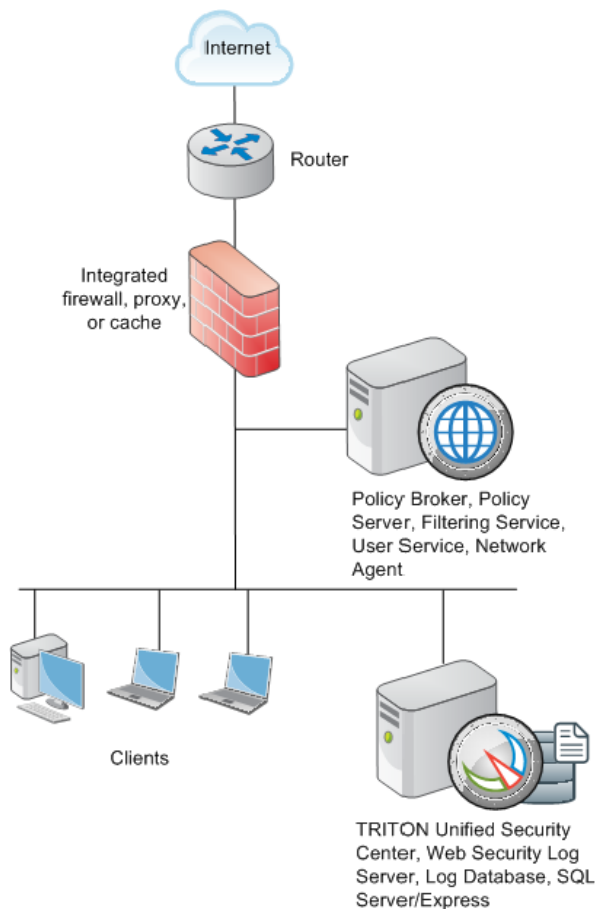 Internet
Router
Integrated
firewall, proxy,
or cache
Policy Broker, Policy
Server, Filtering Service,
User Service, Network
Agent
Clients
TRITON Unified Security
Center, Web Security Log
Server, Log Database, SQL
Server/Express